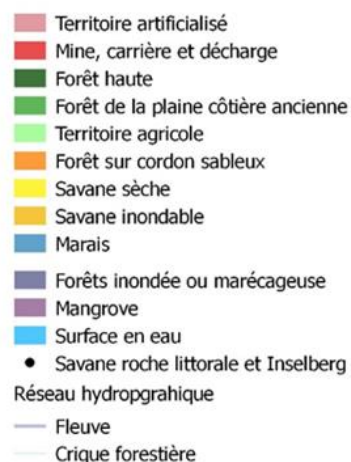 Territoire artificialisé
Mine, carrière et décharge
Forêt haute
Forêt de la plaine côtière ancienne
Territoire agricole
Forêt sur cordon sableux
Savane sèche
Savane inondable
Marais
Forêts inondée ou marécageuse
Mangrove
Surface en eau
Savane roche littorale et Inselberg
Réseau hydropgrahique
Fleuve
Crique forestière